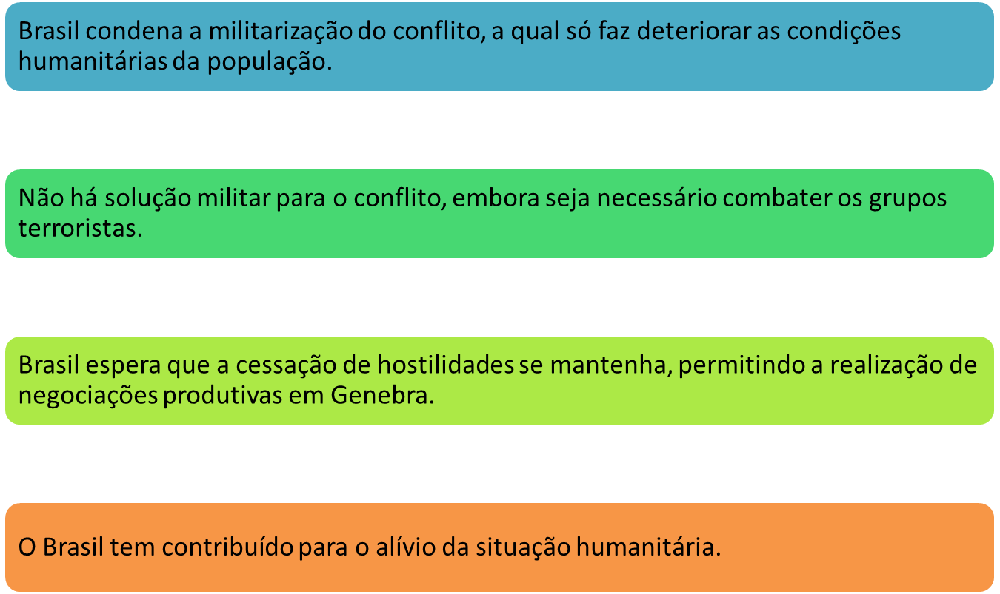 Brasil condena a militarização do conflito, a qual só faz deteriorar as condições
humanitárias da população.
Não há solução militar para o conflito, embora seja necessário combater os grupos
terroristas.
Brasil espera que a cessação de hostilidades se mantenha, permitindo a realização de
negociações produtivas em Genebra.
O Brasil tem contribuído para o alívio da situação humanitária.